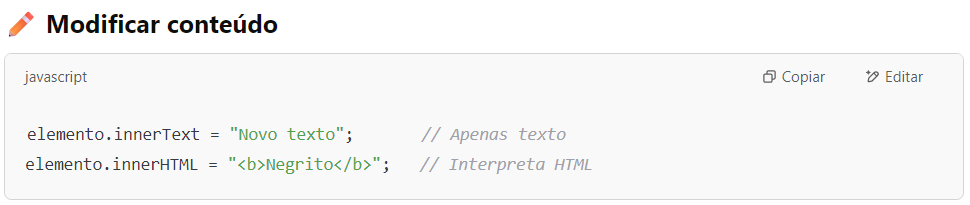 Modificar conteúdo
javascript Copiar Editar
elemento.innerText = "Novo texto"; // Apenas texto
elemento.innerHTML = "<b>Negrito</b>"; // Interpreta HTML